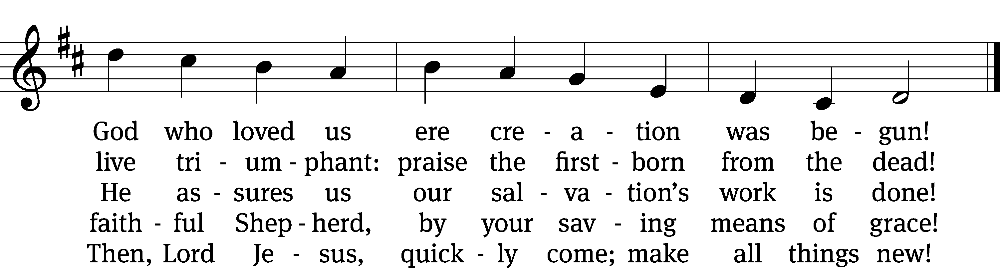 God who loved us ere cre - a - tion was be - gun!
live tri - um - phant: praise the first - born from the dead!
He as - sures us our sal - va - tion’s work is done!
faith - ful Shep - herd, by your sav - ing means of grace!
Then, Lord Je - sus, quick - ly come; make all things new!